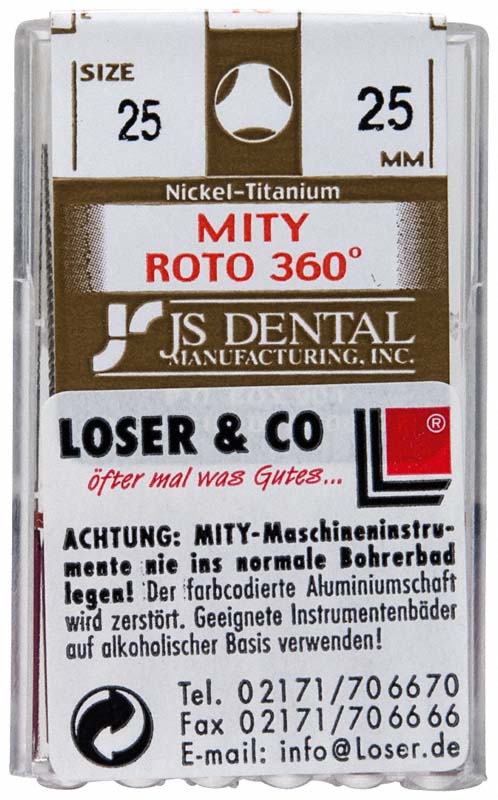 SIZE
25
25
MM
Nickel-Titanium
MITY
ROTO 360°
JS DENTAL
MANUFACTURING, INC.
LOSER & CO
®
öfter mal was Gutes...
ACHTUNG: MITY-Maschineninstru-
mente nie ins normale Bohrerbad
legen! Der farbcodierte Aluminiumschaft
wird zerstört. Geeignete Instrumentenbäder
auf alkoholischer Basis verwenden!
Tel. 02171/706670
Fax 02171/706666
E-mail: info@Loser.de